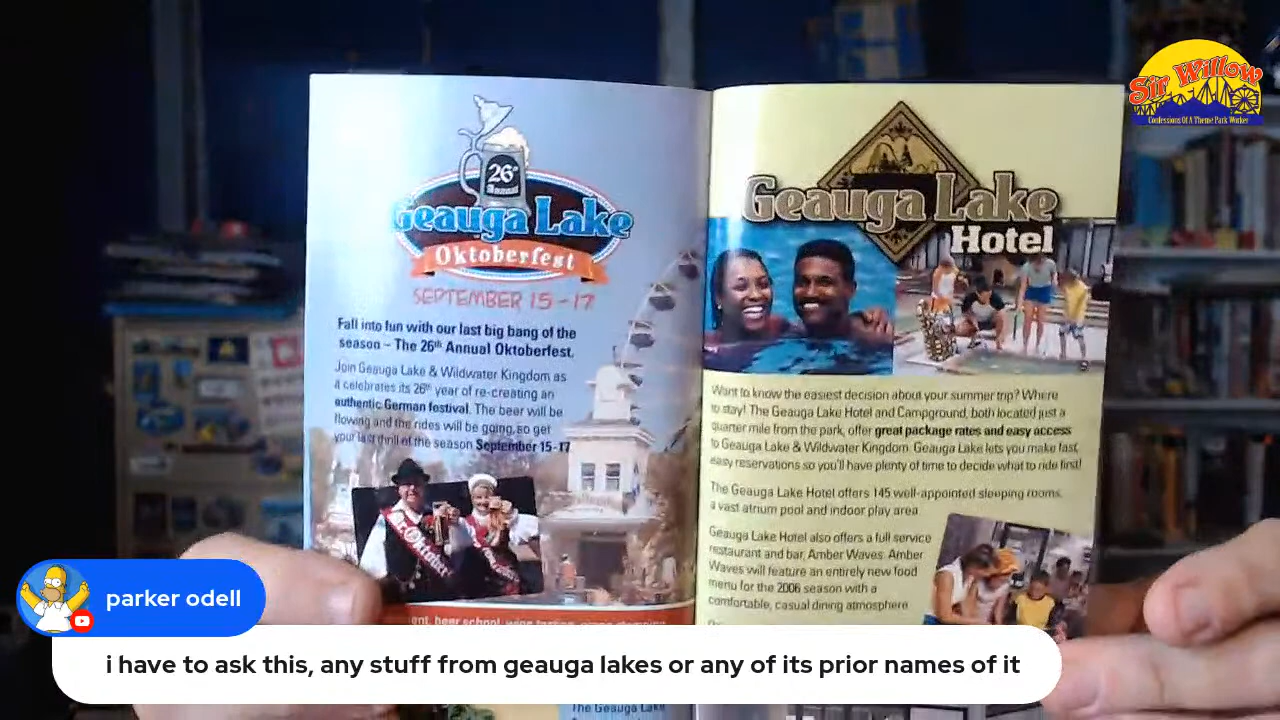 Sir Willow
Confessions Of A Theme Park Worker
26th
Annual
Geauga Lake
Oktoberfest
SEPTEMBER 15-17
Fall into fun with our last big bang of the
season – The 26th Annual Oktoberfest.
Join Geauga Lake & Wildwater Kingdom as
it celebrates its 26th year of re-creating an
authentic German festival. The beer will be
flowing and the rides will be going, so get
your last thrill of the season September 15-17
beer school, wine tasting,
Geauga Lake
Hotel
Want to know the easiest decision about your summer trip? Where
to stay! The Geauga Lake Hotel and Campground, both located just a
quarter mile from the park, offer great package rates and easy access
to Geauga Lake & Wildwater Kingdom. Geauga Lake lets you make fast,
easy reservations so you'll have plenty of time to decide what to ride first!
The Geauga Lake Hotel offers 145 well-appointed sleeping rooms,
a vast atrium pool and indoor play area.
Geauga Lake Hotel also offers a full service
restaurant and bar, Amber Waves. Amber
Waves will feature an entirely new food
menu for the 2006 season with a
comfortable, casual dining atmosphere.
parker odell
i have to ask this, any stuff from geauga lakes or any of its prior names of it
The Geauga Lake